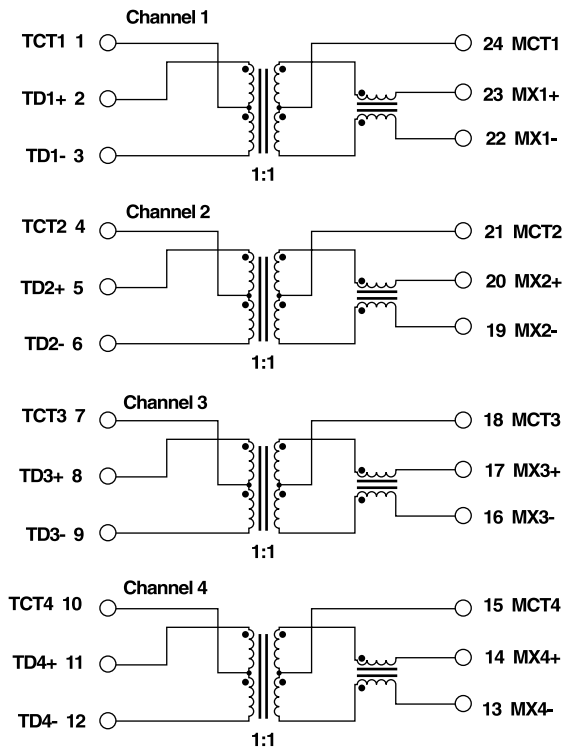 Channel 1
TCT1 1
24 MCT1
TD1+ 2
23 MX1+
22 MX1-
TD1- 3
1:1
Channel 2
TCT2 4
21 MCT2
TD2+ 5
20 MX2+
19 MX2-
TD2- 6
1:1
Channel 3
TCT3 7
18 MCT3
TD3+ 8
17 MX3+
16 MX3-
TD3- 9
1:1
Channel 4
TCT4 10
15 MCT4
TD4+ 11
14 MX4+
13 MX4-
TD4- 12
1:1